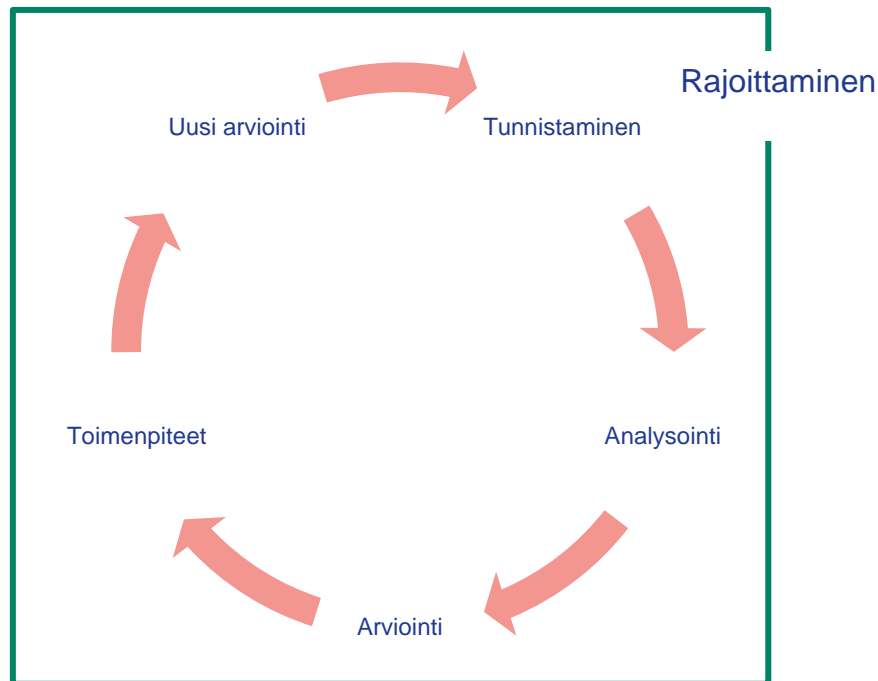 Rajoittaminen
Uusi arviointi
Tunnistaminen
Toimenpiteet
Analysointi
Arviointi